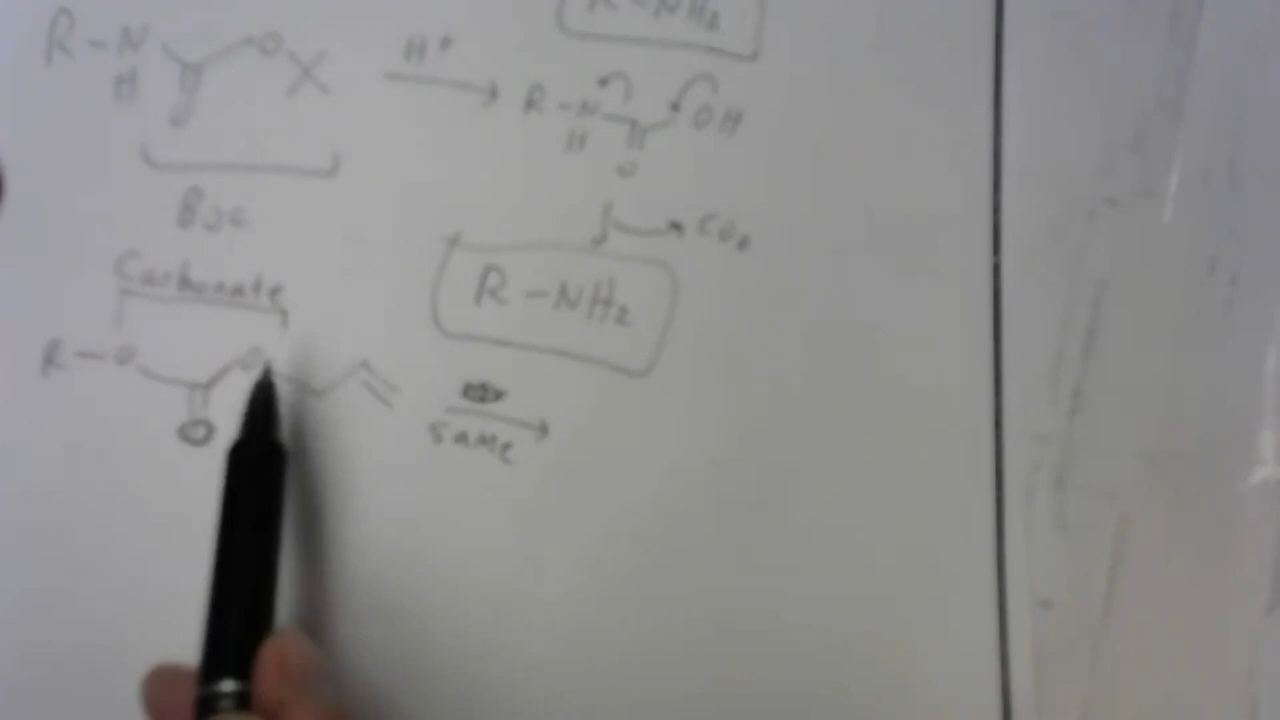 R-NH2
R-N
H
O
O
H+
R-N
H
O
OH
Boc
CO2
R-NH2
Carbonate
R-O
O
O
SAME